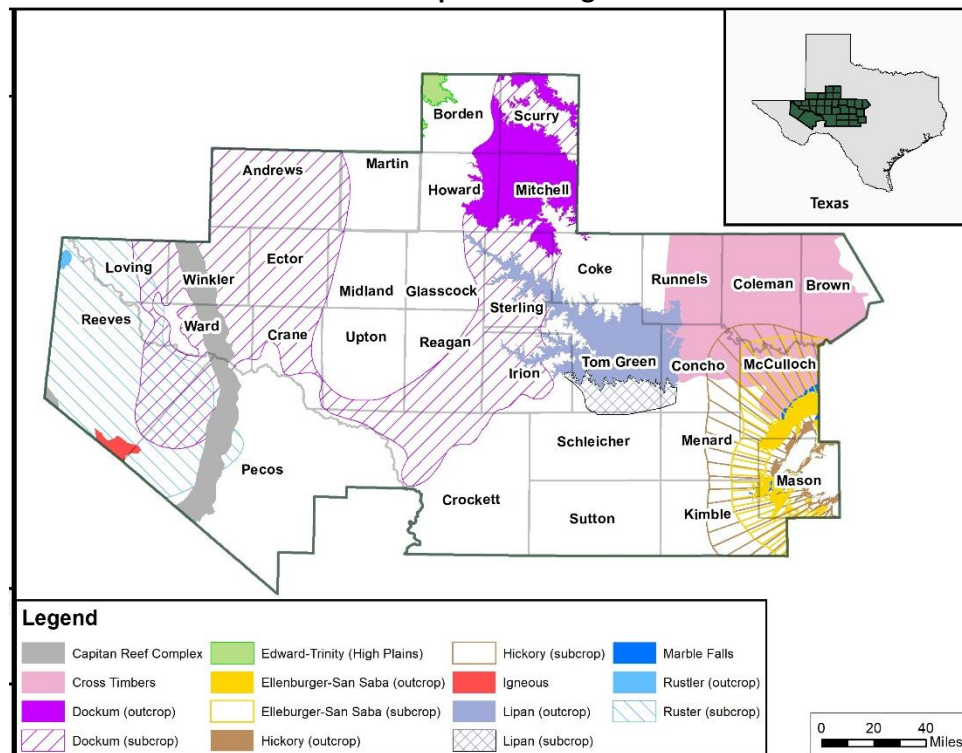 Borden
Scurry
Andrews
Martin
Howard
Mitchell
Texas
Loving
Winkler
Ector
Midland
Glasscock
Sterling
Coke
Runnels
Coleman
Brown
Reeves
Ward
Crane
Upton
Reagan
Irion
Tom Green
Concho
McCulloch
Pecos
Schleicher
Menard
Mason
Crockett
Sutton
Kimble
Legend
Capitan Reef Complex
Edward-Trinity (High Plains)
Hickory (subcrop)
Marble Falls
Cross Timbers
Ellenburger-San Saba (outcrop)
Igneous
Rustler (outcrop)
Dockum (outcrop)
Elleburger-San Saba (subcrop)
Lipan (outcrop)
Ruster (subcrop)
Dockum (subcrop)
Hickory (outcrop)
Lipan (subcrop)
0 20 40
Miles